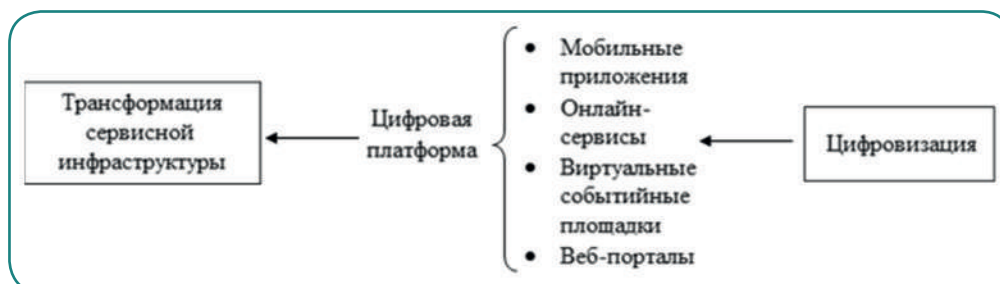 Трансформация
сервисной
инфраструктуры
Цифровая
платформа
• Мобильные
приложения
• Онлайн-
сервисы
• Виртуальные
событийные
площадки
• Веб-порталы
Цифровизация